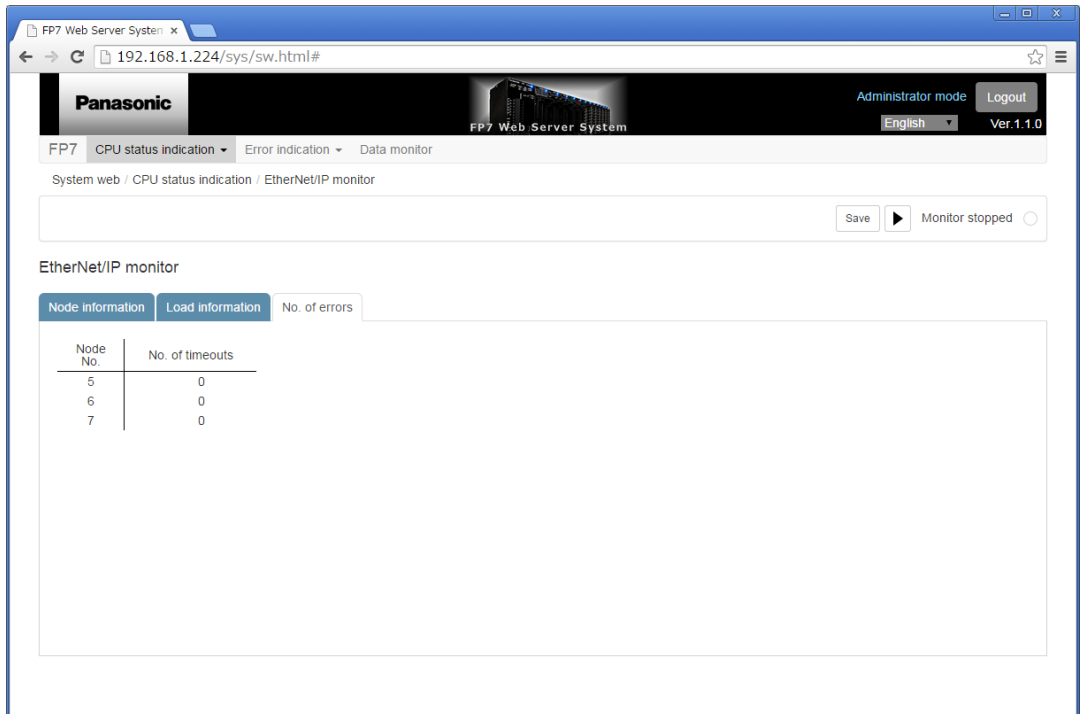 FP7 Web Server System
192.168.1.224/sys/sw.html#
Panasonic
FP7 Web Server System
Administrator mode
Logout
English
Ver.1.1.0
FP7 CPU status indication Error indication Data monitor
System web / CPU status indication / EtherNet/IP monitor
Save
Monitor stopped
EtherNet/IP monitor
Node information Load information No. of errors
Node
No.
No. of timeouts
5 0
6 0
7 0